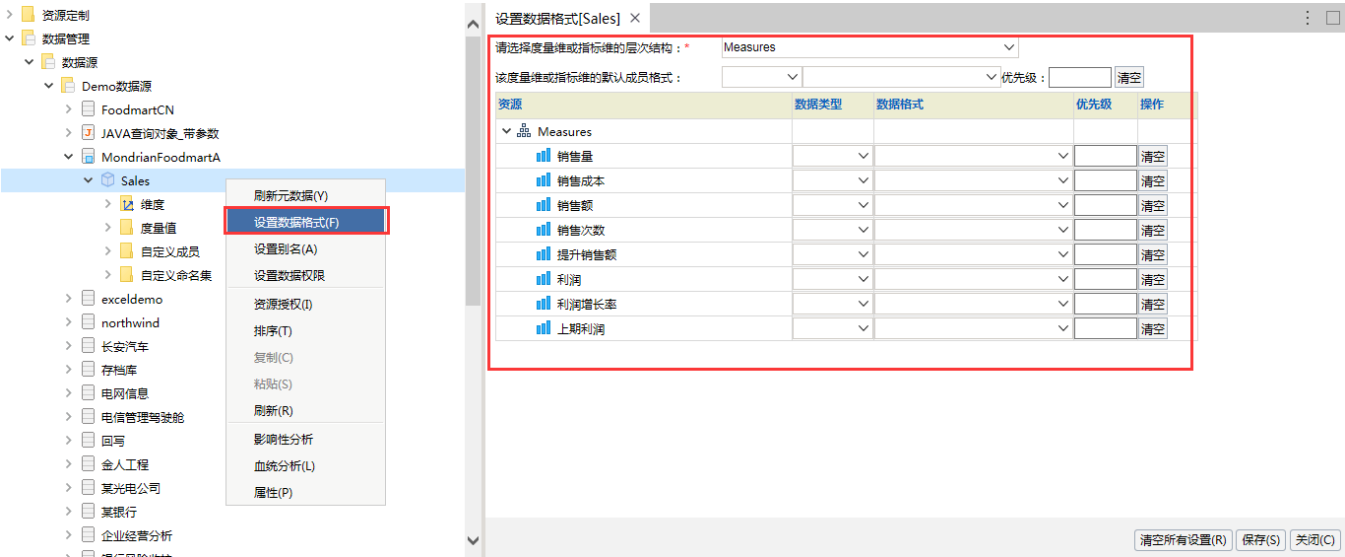 资源定制
数据管理
数据源
Demo数据源
FoodmartCN
JAVA查询对象_带参数
MondrianFoodmartA
Sales
维度
度量值
自定义成员
自定义命名集
exceldemo
northwind
长安汽车
存档库
电网信息
电信管理驾驶舱
回写
金人工程
某光电公司
某银行
企业经营分析
刷新元数据(Y)
设置数据格式(F)
设置别名(A)
设置数据权限
资源授权(I)
排序(T)
复制(C)
粘贴(S)
刷新(R)
影响性分析
血统分析(L)
属性(P)
设置数据格式[Sales] ×
请选择度量维或指标维的层次结构：* Measures
该度量维或指标维的默认成员格式： 优先级： 清空
资源 数据类型 数据格式 优先级 操作
Measures
销售量 清空
销售成本 清空
销售额 清空
销售次数 清空
提升销售额 清空
利润 清空
利润增长率 清空
上期利润 清空
清空所有设置(R) 保存(S) 关闭(C)